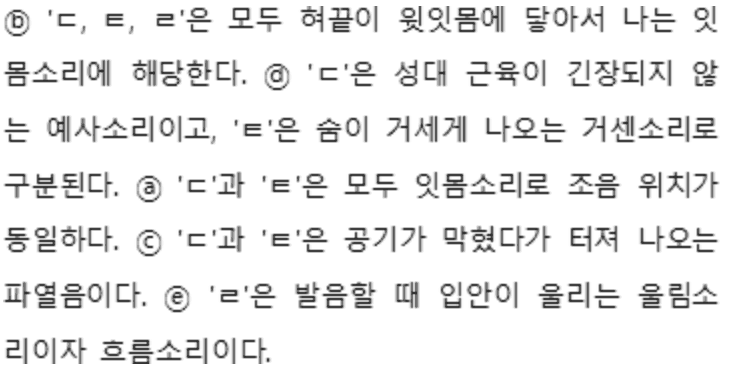 ⓑ 'ㄷ, ㅌ, ㄹ'은 모두 혀끝이 윗잇몸에 닿아서 나는 잇
몸소리에 해당한다. ⓓ 'ㄷ'은 성대 근육이 긴장되지 않
는 예사소리이고, 'ㅌ'은 숨이 거세게 나오는 거센소리로
구분된다. ⓐ 'ㄷ'과 'ㅌ'은 모두 잇몸소리로 조음 위치가
동일하다. ⓒ 'ㄷ'과 'ㅌ'은 공기가 막혔다가 터져 나오는
파열음이다. ⓔ 'ㄹ'은 발음할 때 입안이 울리는 울림소
리이자 흐름소리이다.